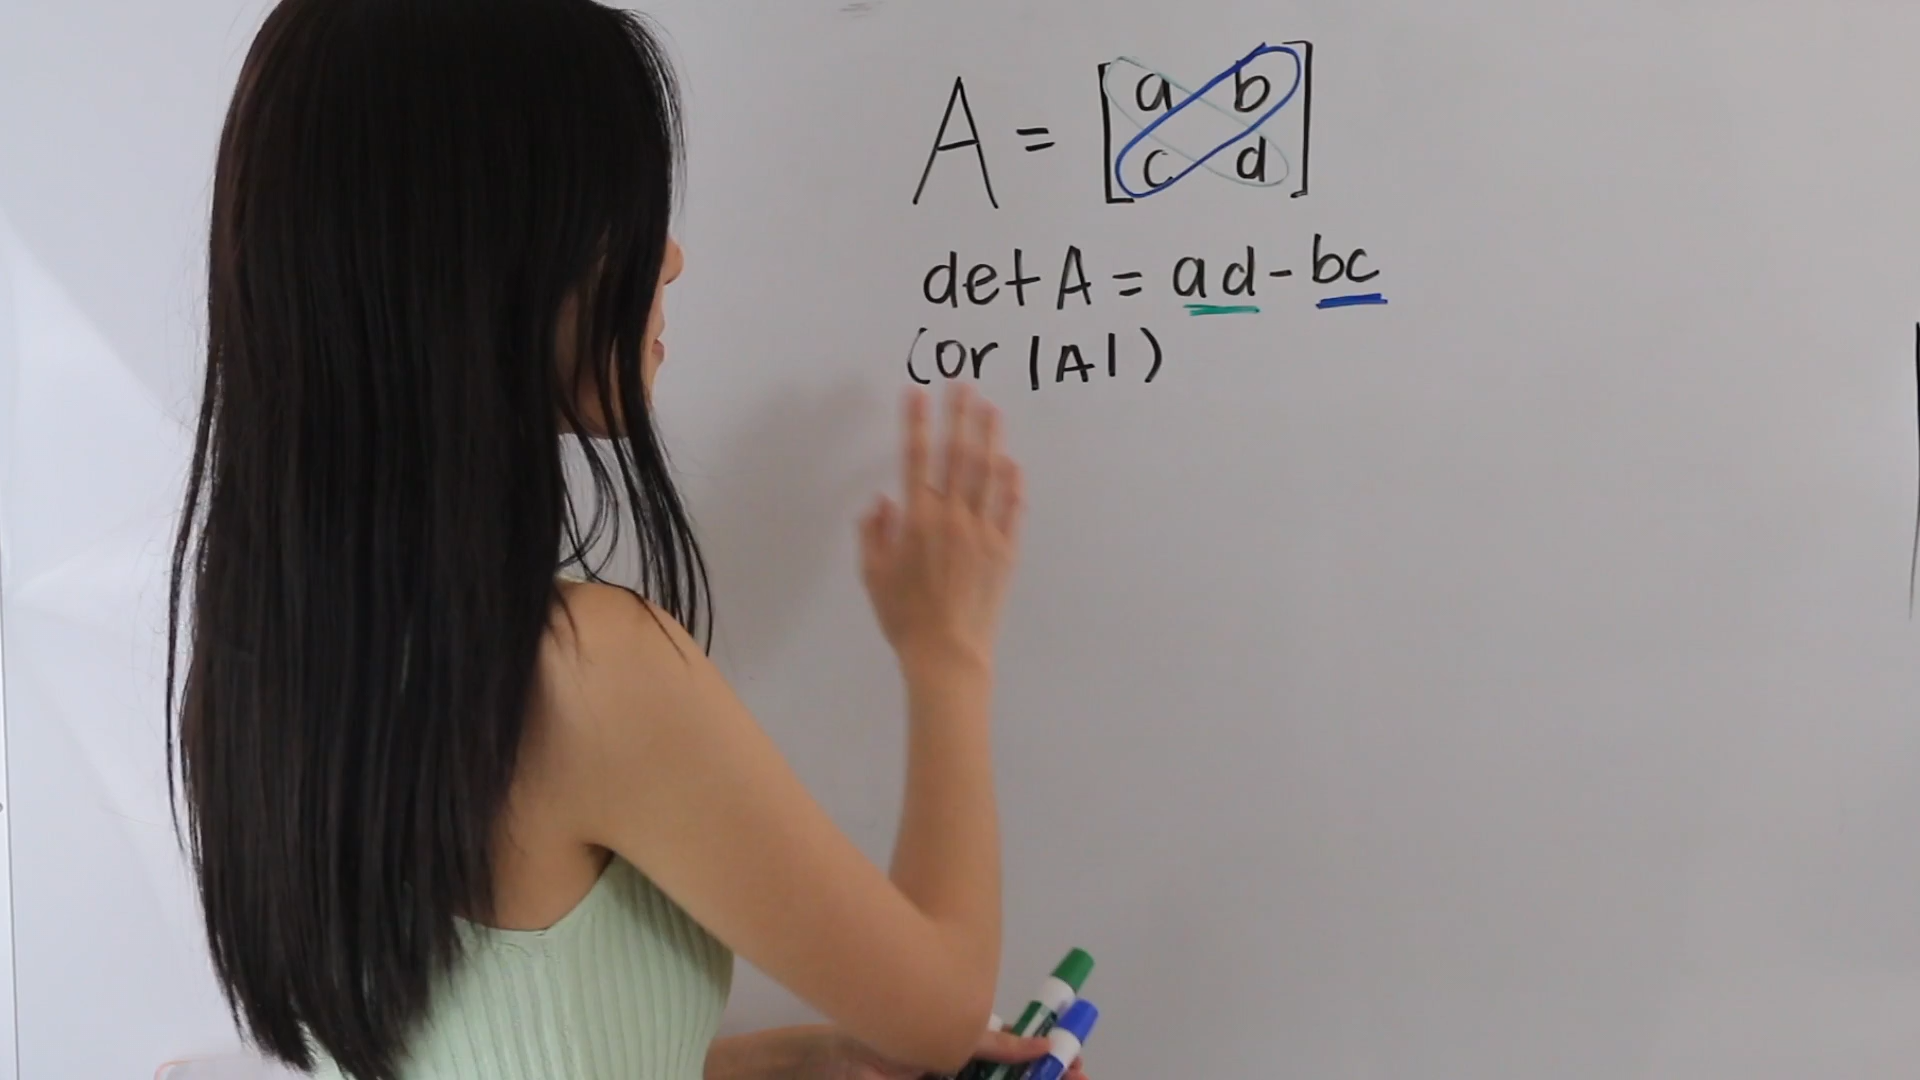 A = [a b
c d]
det A = ad - bc
(or |A|)